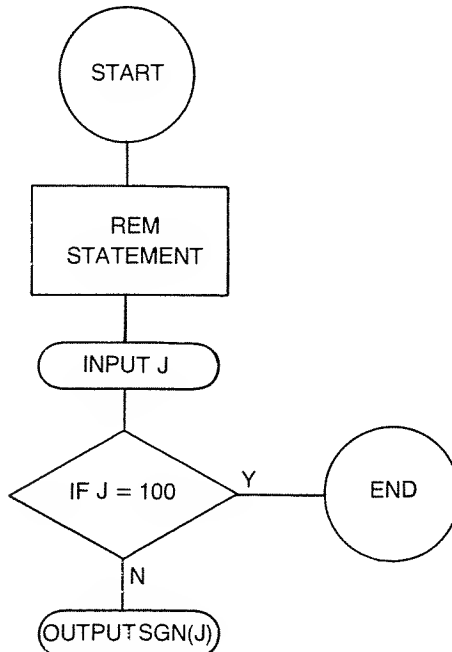 START
REM
STATEMENT
INPUT J
IF J = 100
Y
END
N
OUTPUT SGN(J)